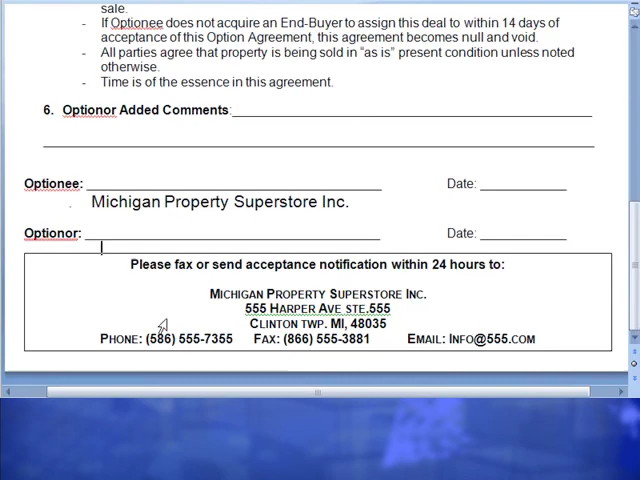 sale.
- If Optionee does not acquire an End-Buyer to assign this deal to within 14 days of
acceptance of this Option Agreement, this agreement becomes null and void.
- All parties agree that property is being sold in “as is” present condition unless noted
otherwise.
- Time is of the essence in this agreement.
6. Optionor Added Comments:
Optionee: Date:
Michigan Property Superstore Inc.
Optionor: Date:
Please fax or send acceptance notification within 24 hours to:
MICHIGAN PROPERTY SUPERSTORE INC.
555 HARPER AVE STE.555
CLINTON TWP. MI, 48035
PHONE: (586) 555-7355 FAX: (866) 555-3881 EMAIL: INFO@555.COM